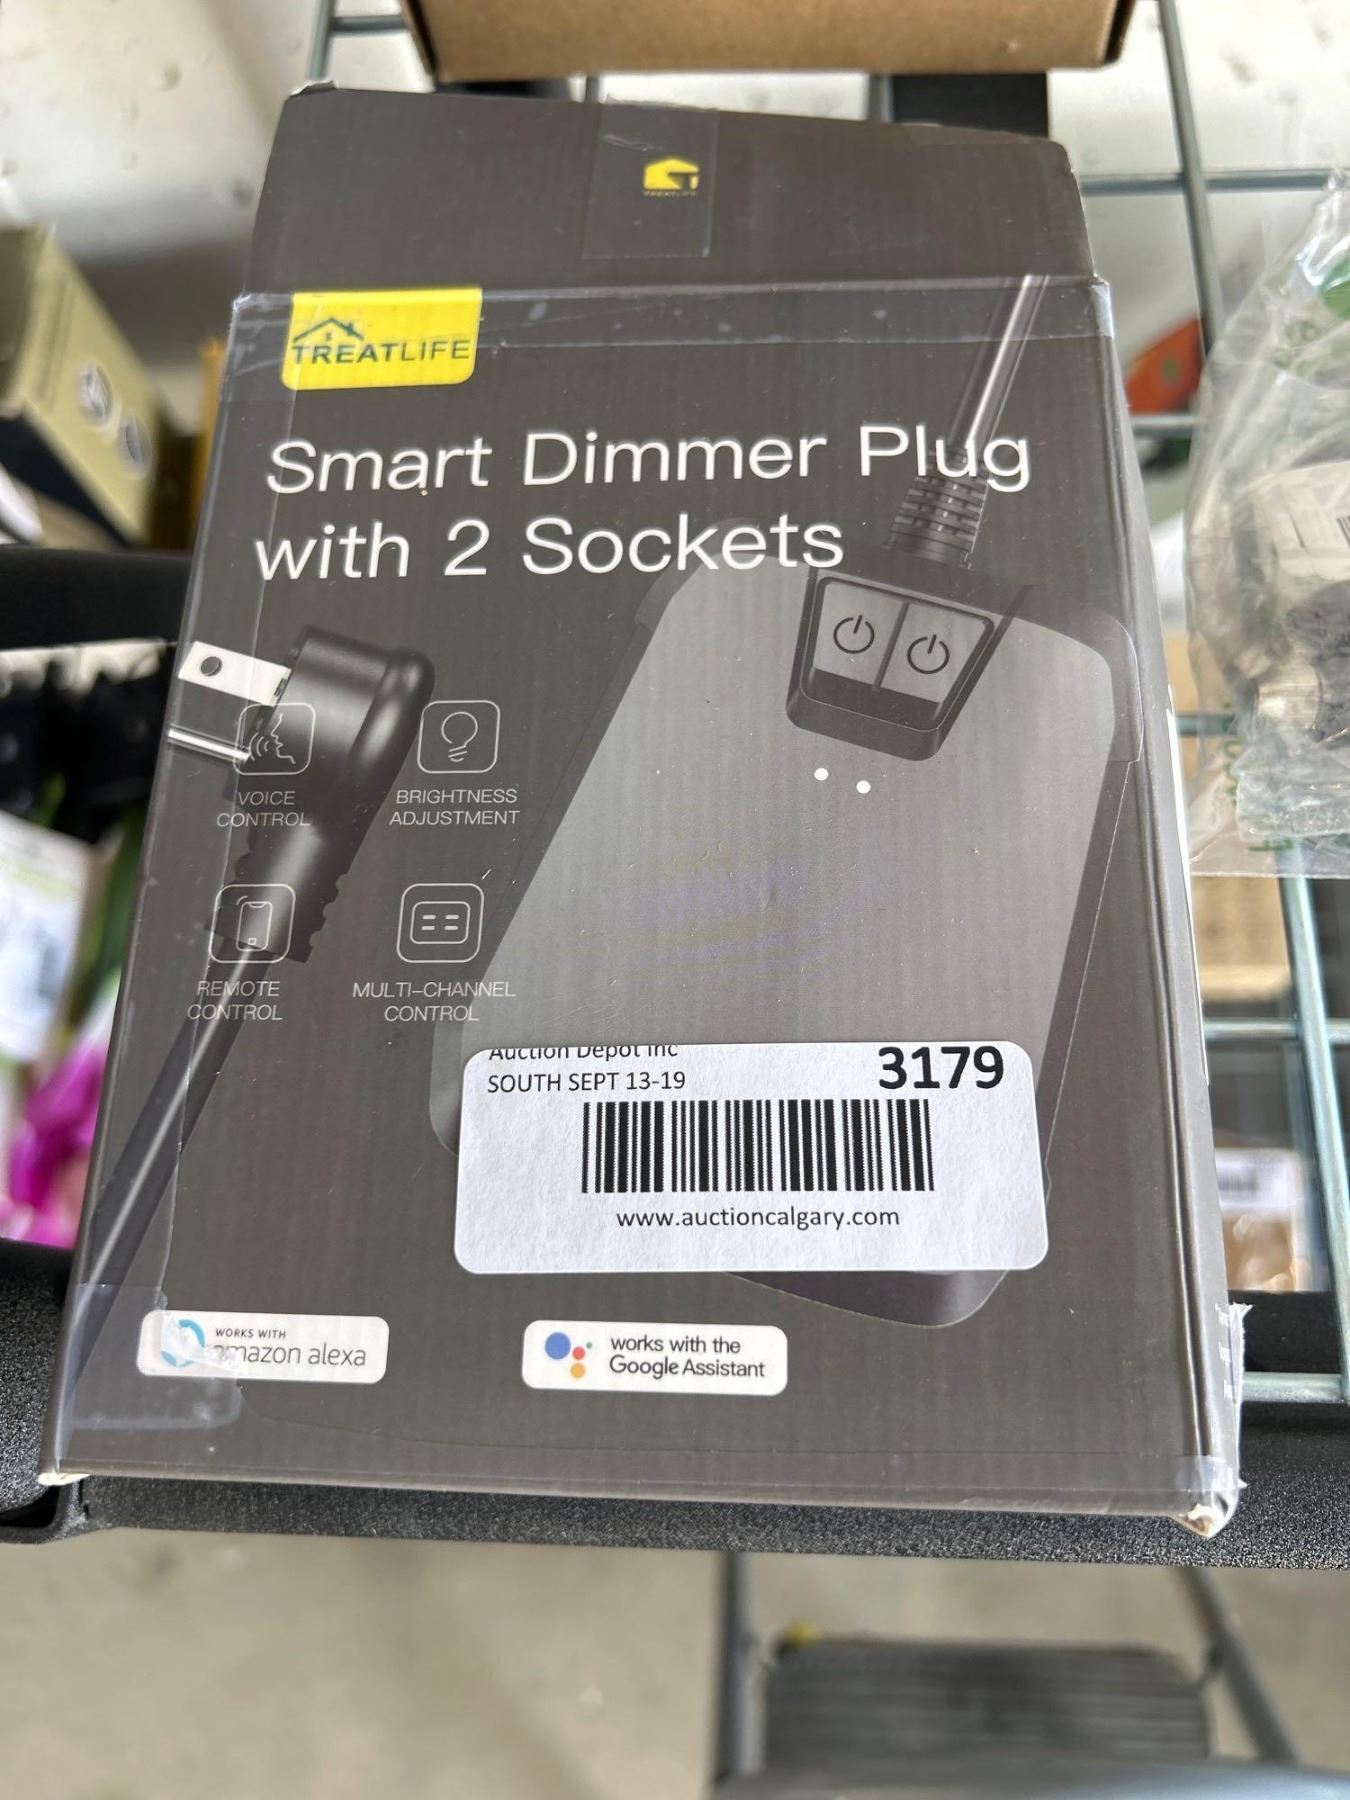 TREATLIFE
Smart Dimmer Plug
with 2 Sockets
VOICE
CONTROL
BRIGHTNESS
ADJUSTMENT
REMOTE
CONTROL
MULTI-CHANNEL
CONTROL
Auction Depot Inc
SOUTH SEPT 13-19
3179
www.auctioncalgary.com
WORKS WITH
amazon alexa
works with the
Google Assistant